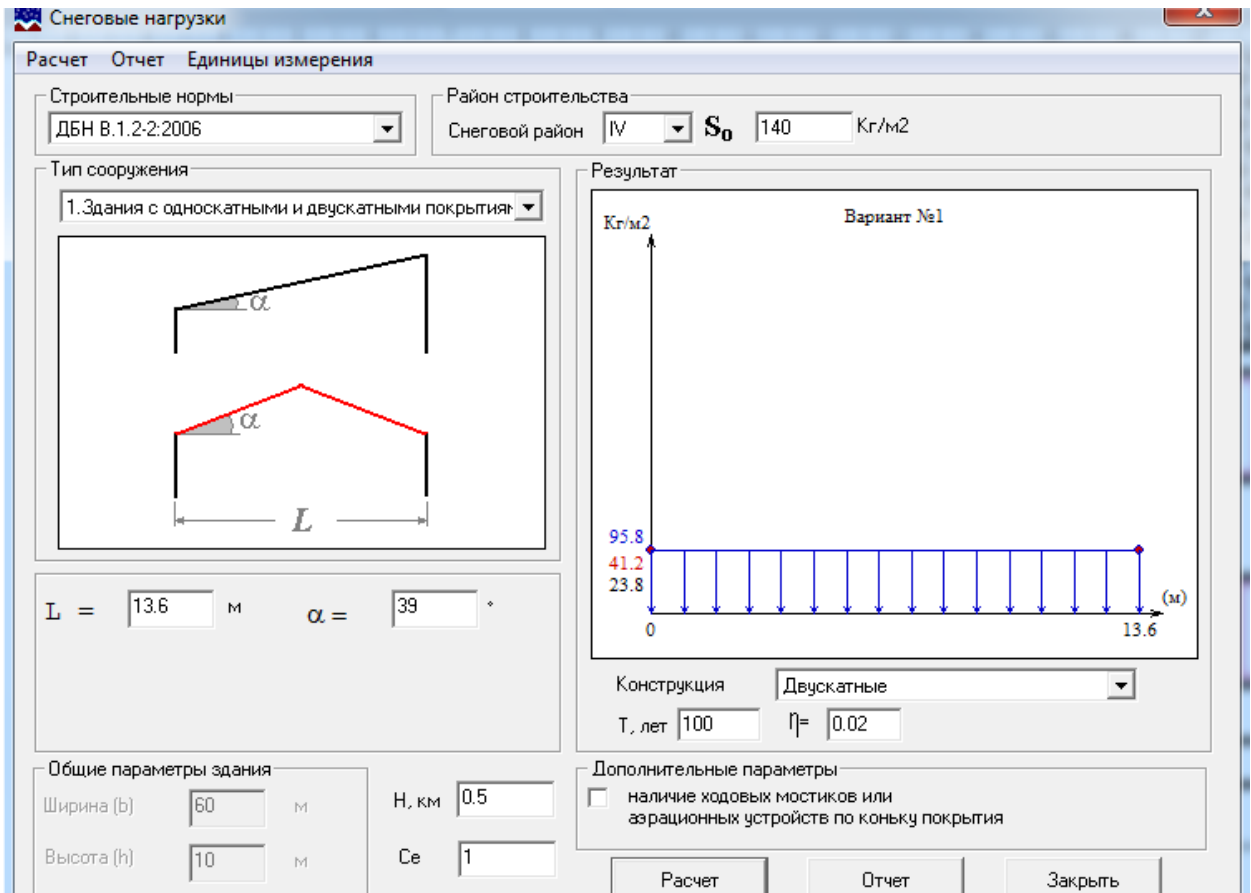 Снеговые нагрузки
Расчет Отчет Единицы измерения
Строительные нормы
ДБН В.1.2-2:2006
Район строительства
Снеговой район IV S₀ 140 Кг/м2
Тип сооружения
1.Здания с односкатными и двускатными покрытиям
α
α
L
L = 13.6 м α = 39 °
Результат
Кг/м2
Вариант №1
95.8
41.2
23.8
(м)
0 13.6
Конструкция Двускатные
Т, лет 100 η= 0.02
Общие параметры здания
Ширина (b) 60 м
Высота (h) 10 м
Н, км 0.5
Ce 1
Дополнительные параметры
наличие ходовых мостиков или
аэрационных устройств по коньку покрытия
Расчет Отчет Закрыть